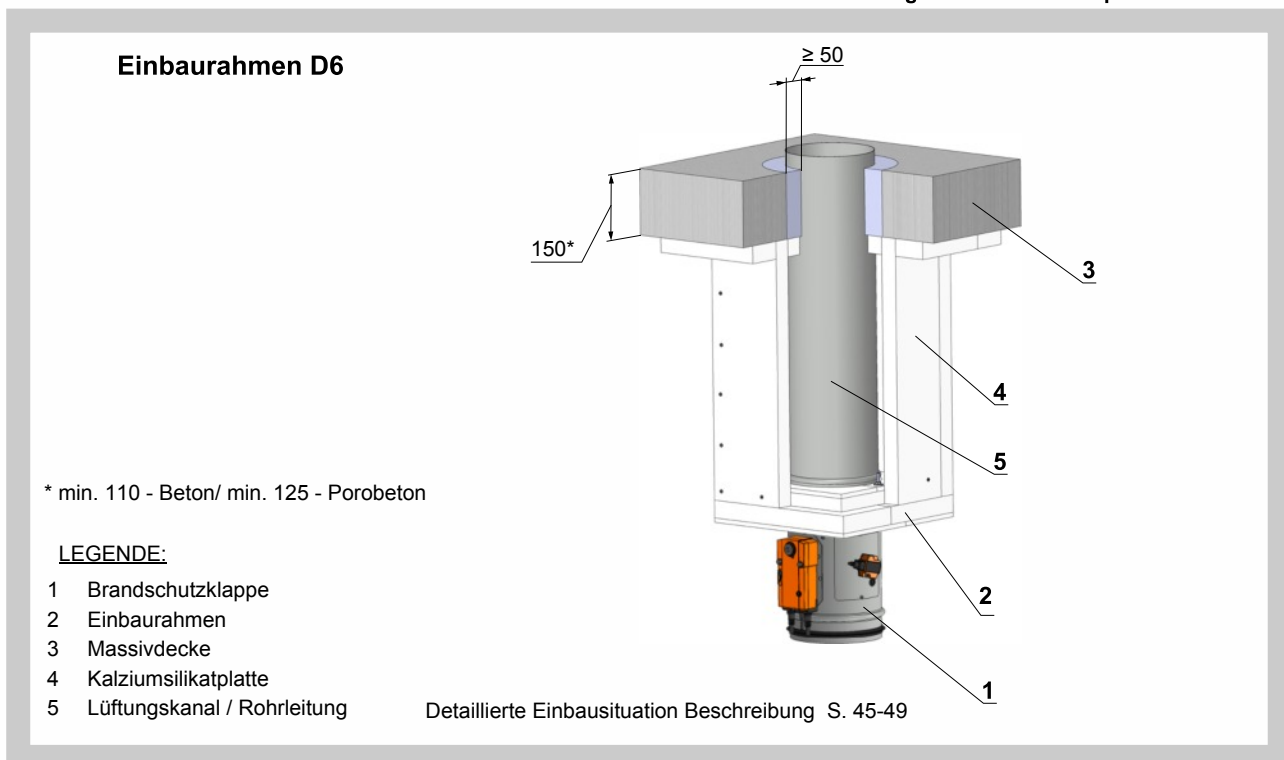 Einbaurahmen D6
≥ 50
150*
3
4
5
* min. 110 - Beton/ min. 125 - Porobeton
LEGENDE:
1 Brandschutzklappe
2 Einbaurahmen
3 Massivdecke
4 Kalziumsilikatplatte
5 Lüftungskanal / Rohrleitung
2
1
Detaillierte Einbausituation Beschreibung S. 45-49